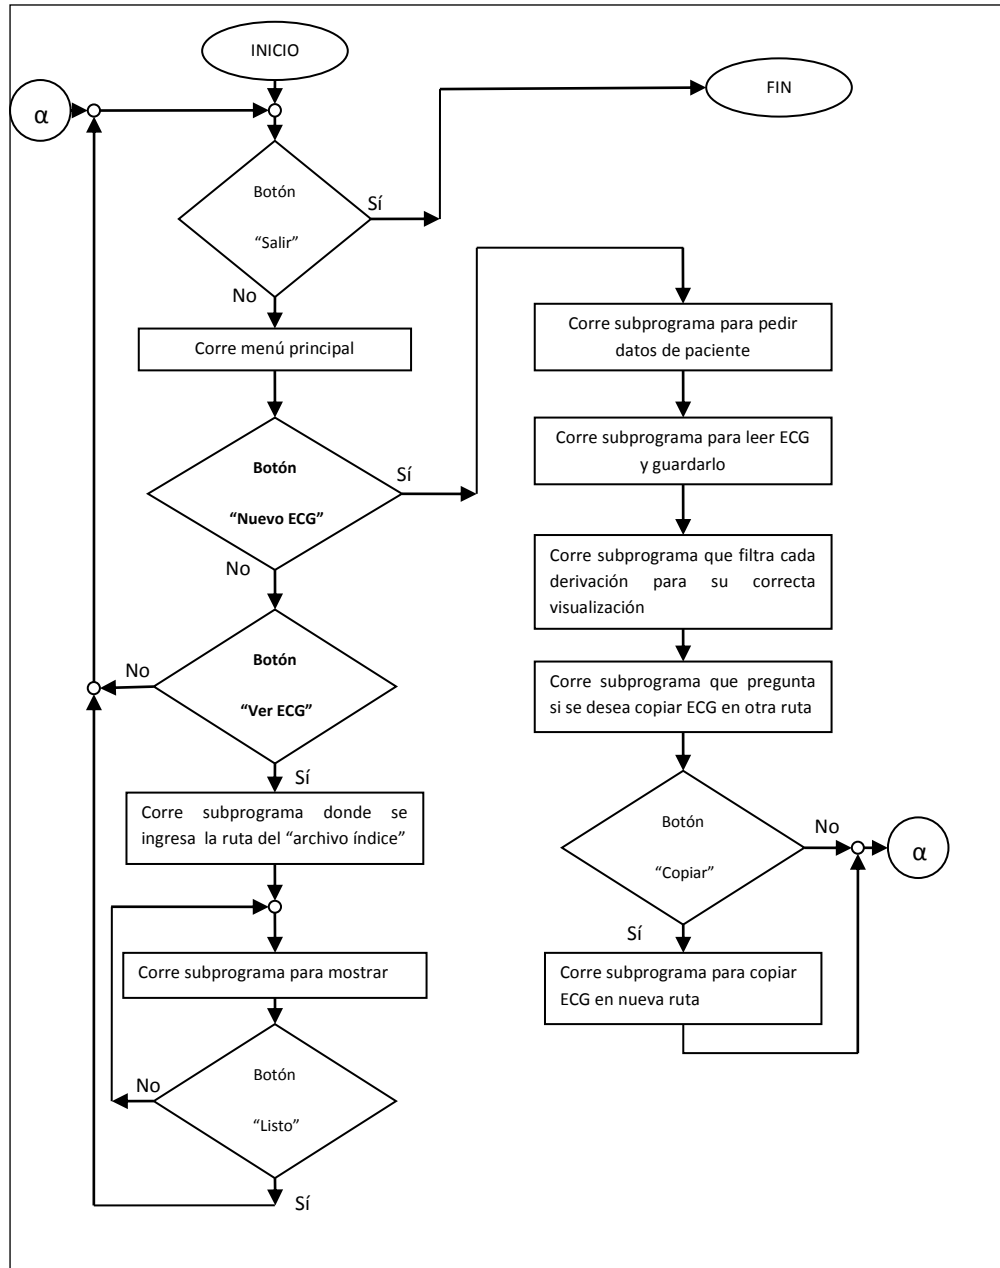 INICIO
FIN
α
Botón
“Salir”
Sí
No
Corre menú principal
Botón
“Nuevo ECG”
Sí
No
Botón
“Ver ECG”
No
Sí
Corre subprograma donde se
ingresa la ruta del “archivo índice”
Corre subprograma para mostrar
Botón
“Listo”
No
Sí
Corre subprograma para pedir
datos de paciente
Corre subprograma para leer ECG
y guardarlo
Corre subprograma que filtra cada
derivación para su correcta
visualización
Corre subprograma que pregunta
si se desea copiar ECG en otra ruta
Botón
“Copiar”
No
α
Sí
Corre subprograma para copiar
ECG en nueva ruta